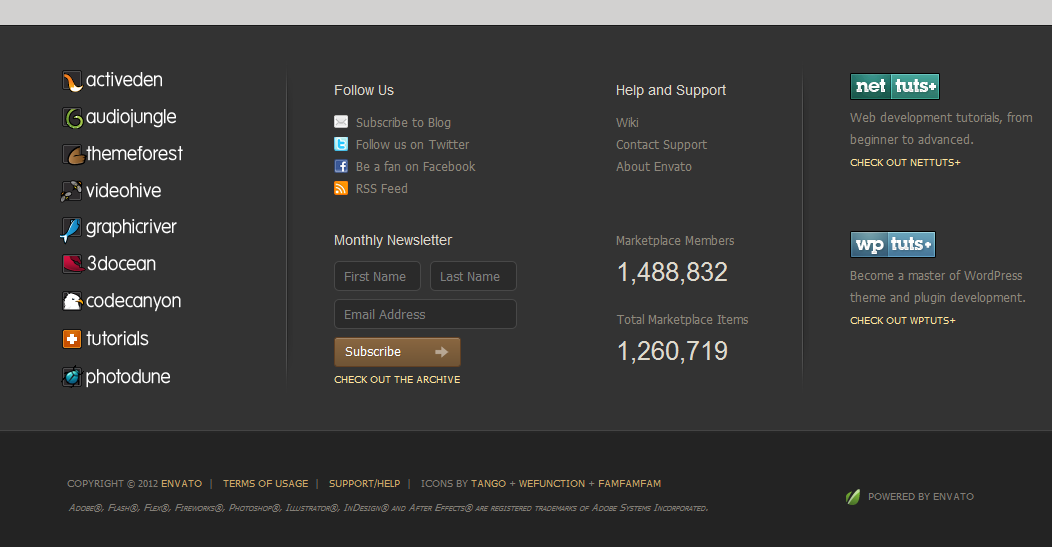 activeden
audiojungle
themeforest
videohive
graphicriver
3docean
codecanyon
tutorials
photodune
Follow Us
Subscribe to Blog
Follow us on Twitter
Be a fan on Facebook
RSS Feed
Monthly Newsletter
First Name Last Name
Email Address
Subscribe
CHECK OUT THE ARCHIVE
Help and Support
Wiki
Contact Support
About Envato
Marketplace Members
1,488,832
Total Marketplace Items
1,260,719
net tuts+
Web development tutorials, from
beginner to advanced.
CHECK OUT NETTUTS+
wp tuts+
Become a master of WordPress
theme and plugin development.
CHECK OUT WPTUTS+
COPYRIGHT © 2012 ENVATO | TERMS OF USAGE | SUPPORT/HELP | ICONS BY TANGO + WEFUNCTION + FAMFAMFAM
Adobe®, Flash®, Flex®, Fireworks®, Photoshop®, Illustrator®, InDesign® and After Effects® are registered trademarks of Adobe Systems Incorporated.
POWERED BY ENVATO